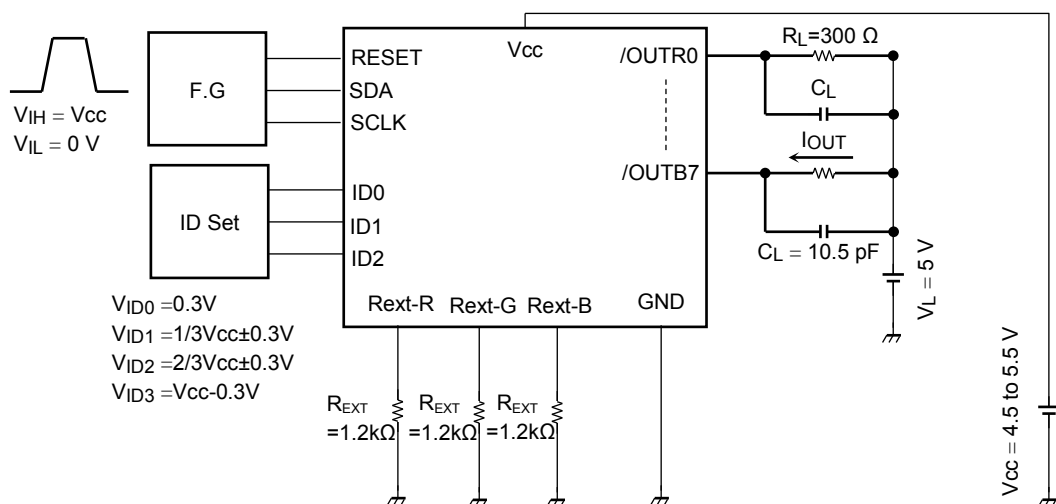 Vcc
RESET
SDA
SCLK
F.G
VIH = Vcc
VIL = 0 V
ID Set
ID0
ID1
ID2
VID0 =0.3V
VID1 =1/3Vcc±0.3V
VID2 =2/3Vcc±0.3V
VID3 =Vcc-0.3V
/OUTR0
/OUTB7
RL=300 Ω
CL
IOUT
CL = 10.5 pF
VL = 5 V
Rext-R
Rext-G
Rext-B
GND
REXT
=1.2kΩ
REXT
=1.2kΩ
REXT
=1.2kΩ
Vcc = 4.5 to 5.5 V